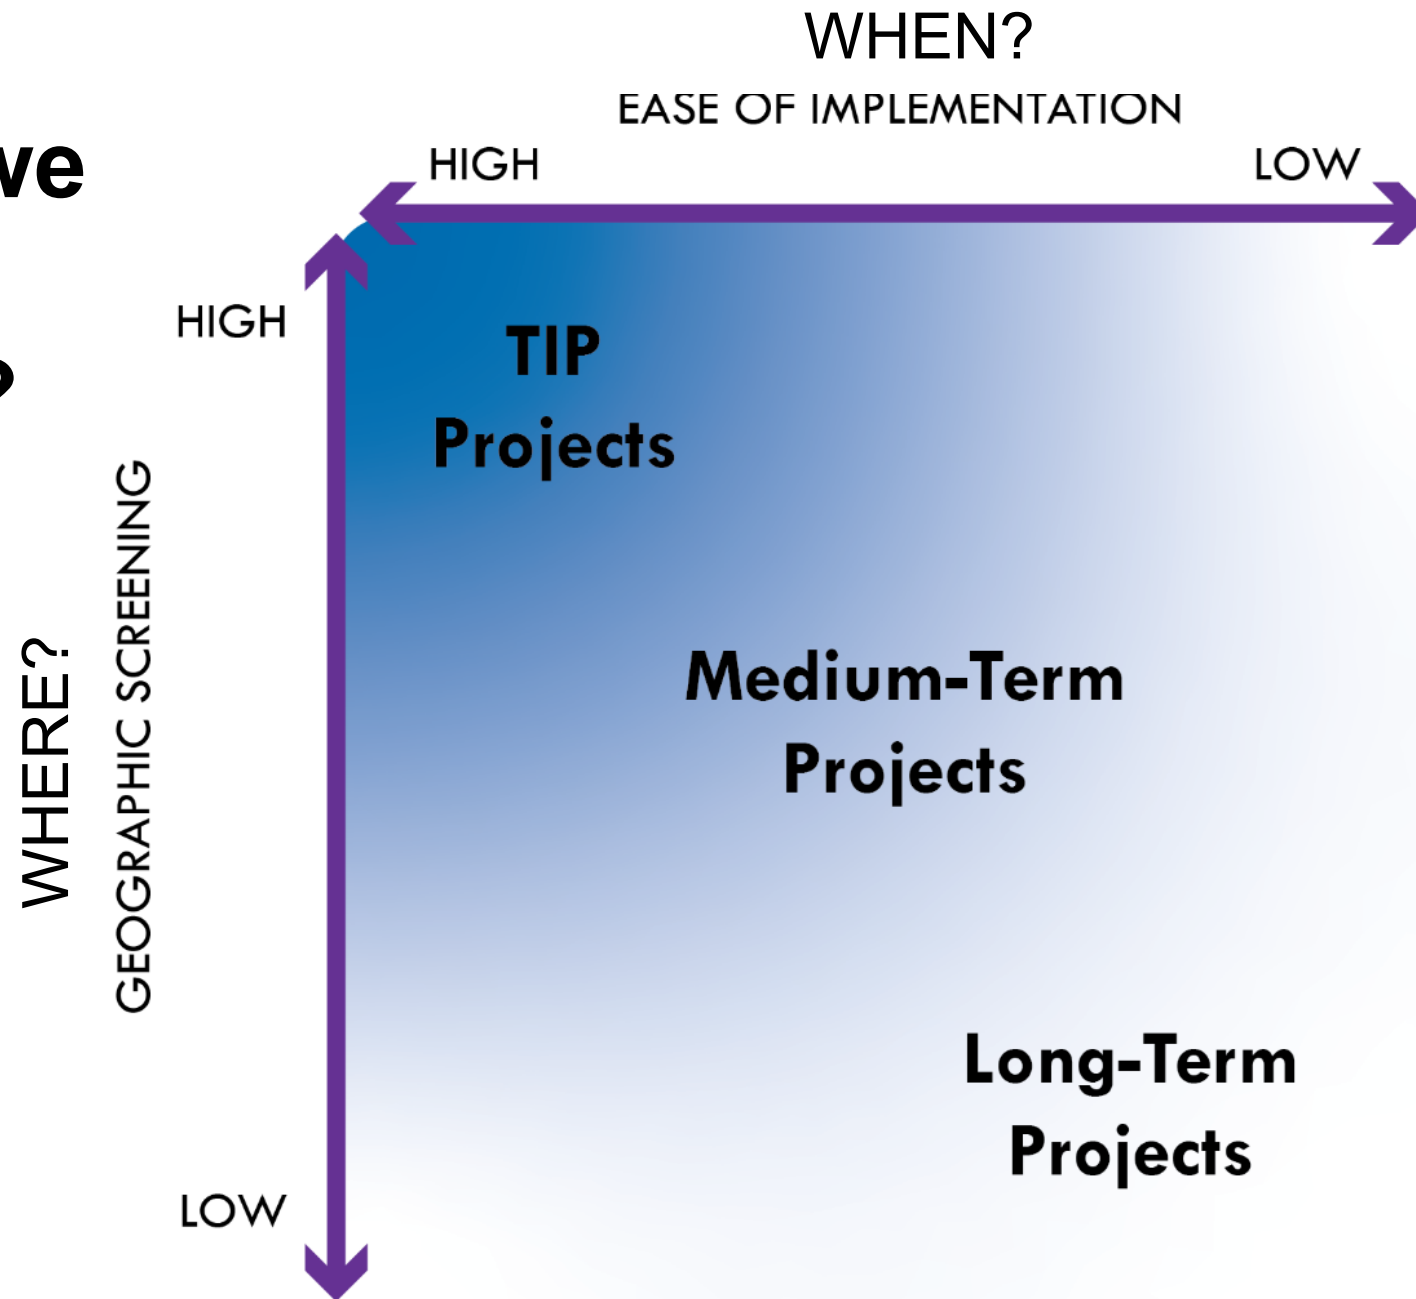 WHEN?
EASE OF IMPLEMENTATION
HIGH
LOW
ve
?
HIGH
TIP
Projects
WHERE?
GEOGRAPHIC SCREENING
Medium-Term
Projects
Long-Term
Projects
LOW